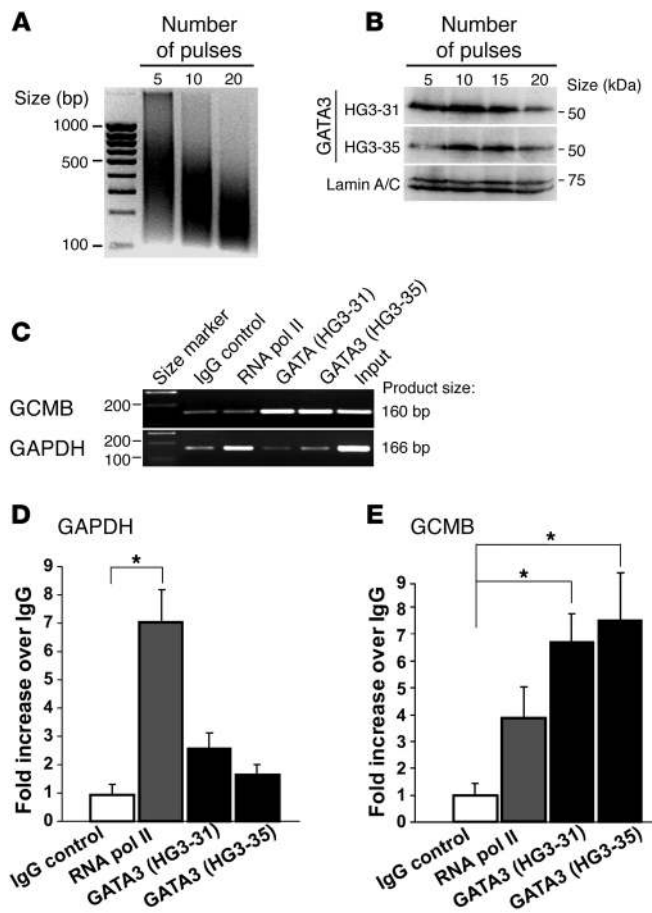 A
Number
of pulses
5 10 20
Size (bp)
1000
500
100
B
Number
of pulses
5 10 15 20 Size (kDa)
GATA3
HG3-31 50
HG3-35 50
Lamin A/C 75
C
Size marker
IgG control
RNA pol II
GATA (HG3-31)
GATA3 (HG3-35)
Input
Product size:
GCMB 200 160 bp
GAPDH 200 166 bp
100
D GAPDH
*
9
8
7
6
5
4
3
2
1
0
Fold increase over IgG
IgG control
RNA pol II
GATA3 (HG3-31)
GATA3 (HG3-35)
E GCMB
*
*
9
8
7
6
5
4
3
2
1
0
Fold increase over IgG
IgG control
RNA pol II
GATA3 (HG3-31)
GATA3 (HG3-35)